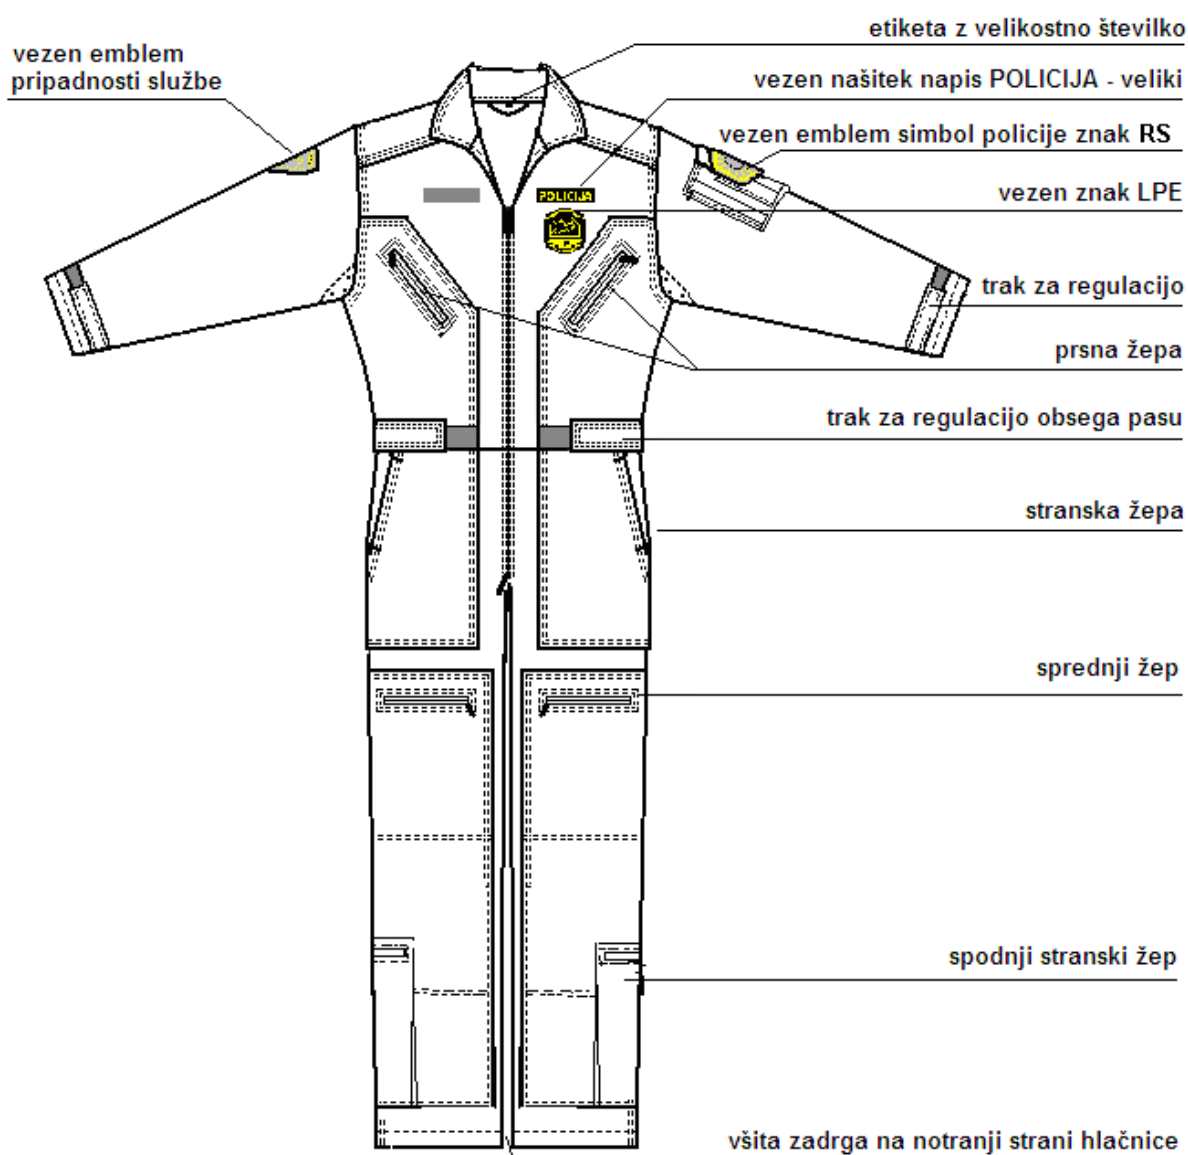 etiketa z velikostno številko
vezen emblem
pripadnosti službe
vezen našitek napis POLICIJA - veliki
vezen emblem simbol policije znak RS
POLICIJA
vezen znak LPE
trak za regulacijo
prsna žepa
trak za regulacijo obsega pasu
stranska žepa
sprednji žep
spodnji stranski žep
všita zadrga na notranji strani hlačnice